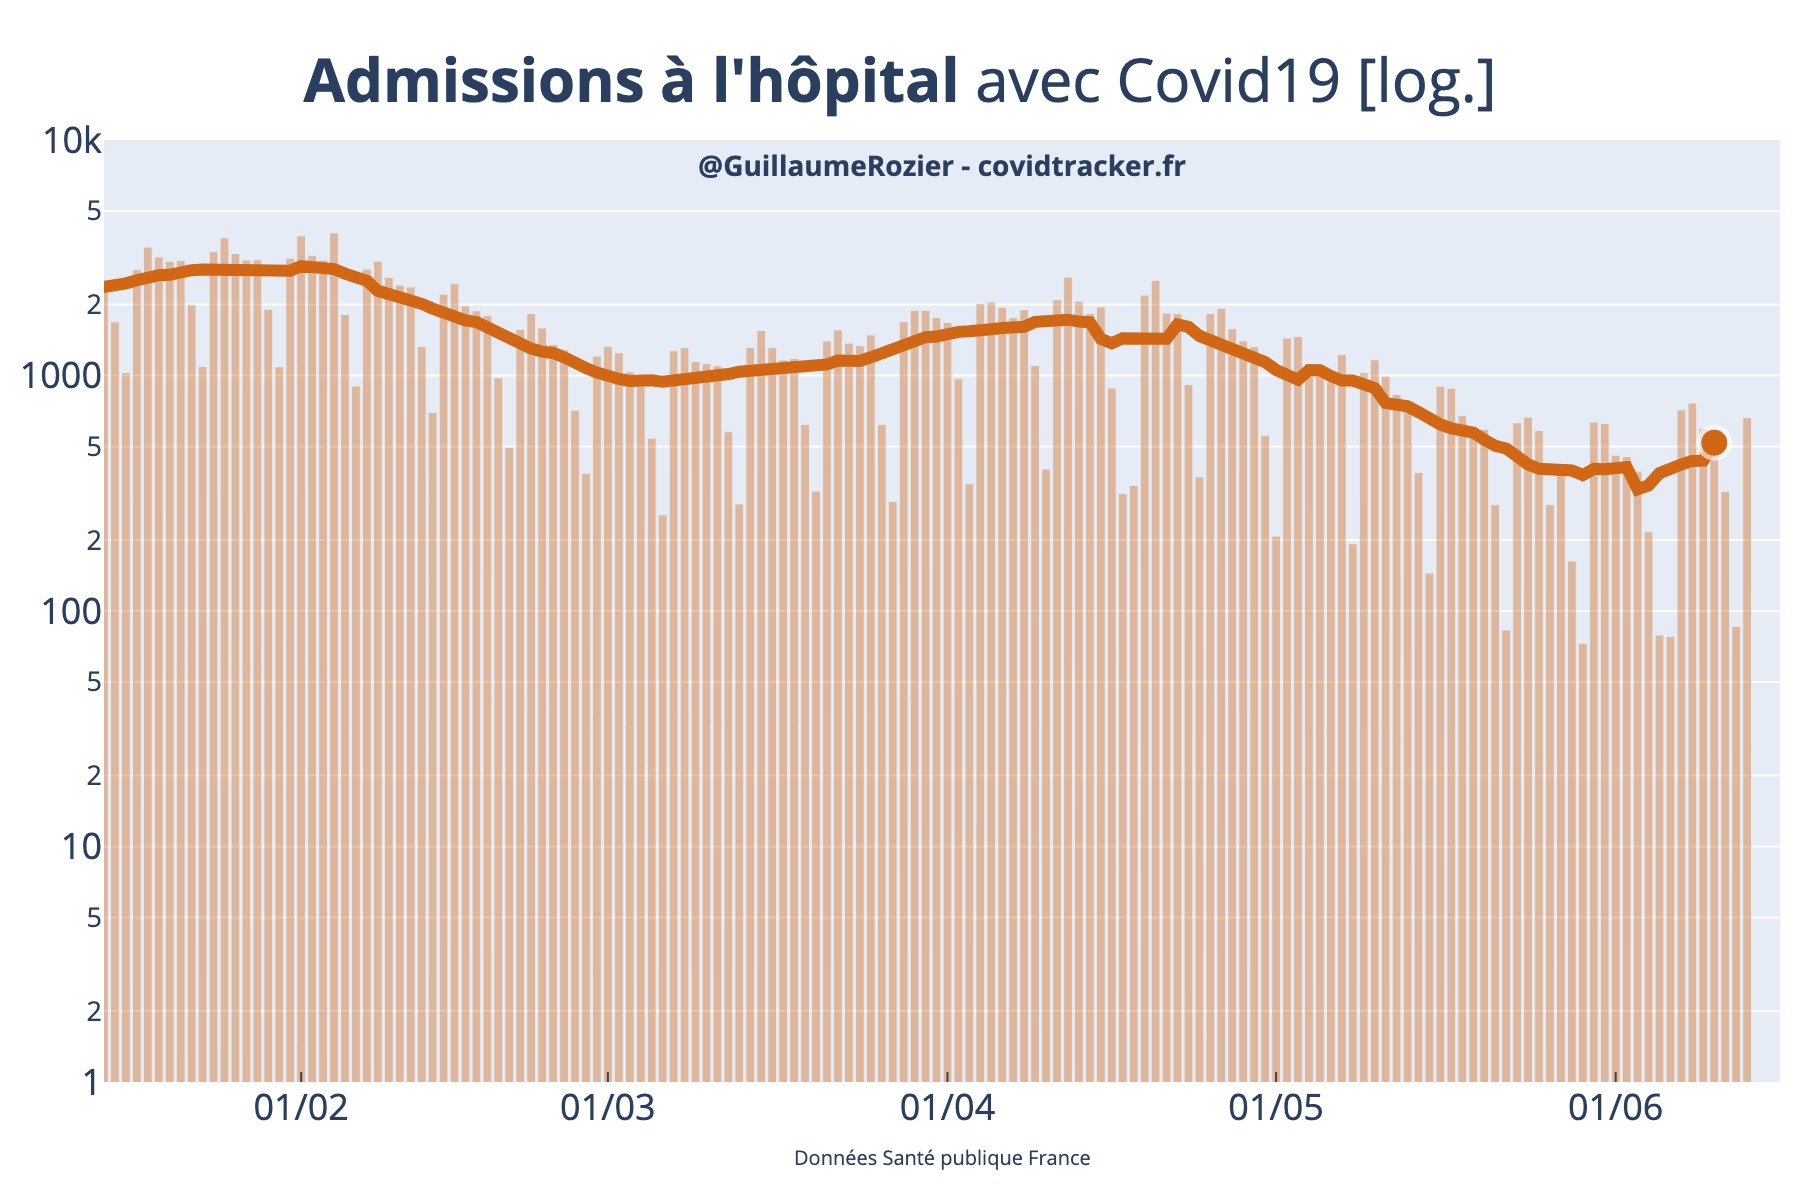 Admissions à l'hôpital avec Covid19 [log.]
@GuillaumeRozier - covidtracker.fr
10k
5
2
1000
5
2
100
5
2
10
5
2
1
01/02 01/03 01/04 01/05 01/06
Données Santé publique France